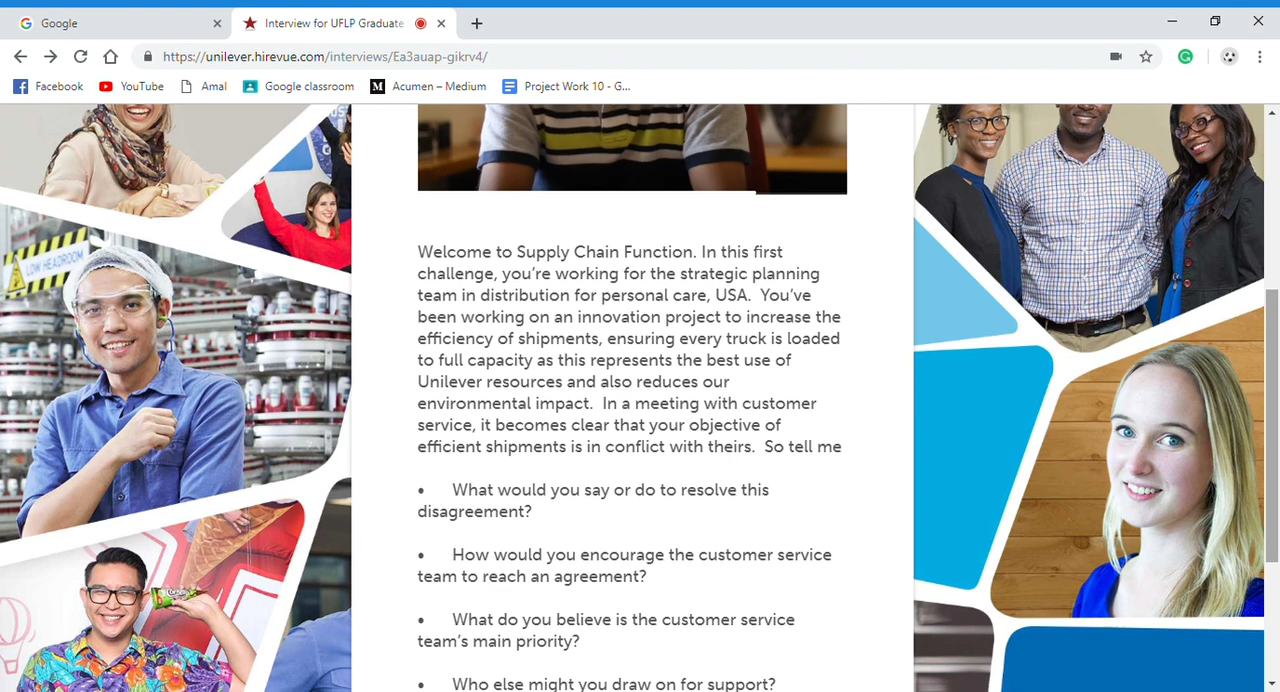 Google
Interview for UFLP Graduate
https://unilever.hirevue.com/interviews/Ea3auap-gikrv4/
Facebook
YouTube
Amal
Google classroom
Acumen – Medium
Project Work 10 - G...
LOW HEADROOM
Welcome to Supply Chain Function. In this first
challenge, you’re working for the strategic planning
team in distribution for personal care, USA.  You’ve
been working on an innovation project to increase the
efficiency of shipments, ensuring every truck is loaded
to full capacity as this represents the best use of
Unilever resources and also reduces our
environmental impact.  In a meeting with customer
service, it becomes clear that your objective of
efficient shipments is in conflict with theirs.  So tell me
• What would you say or do to resolve this
disagreement?
• How would you encourage the customer service
team to reach an agreement?
• What do you believe is the customer service
team’s main priority?
• Who else might you draw on for support?